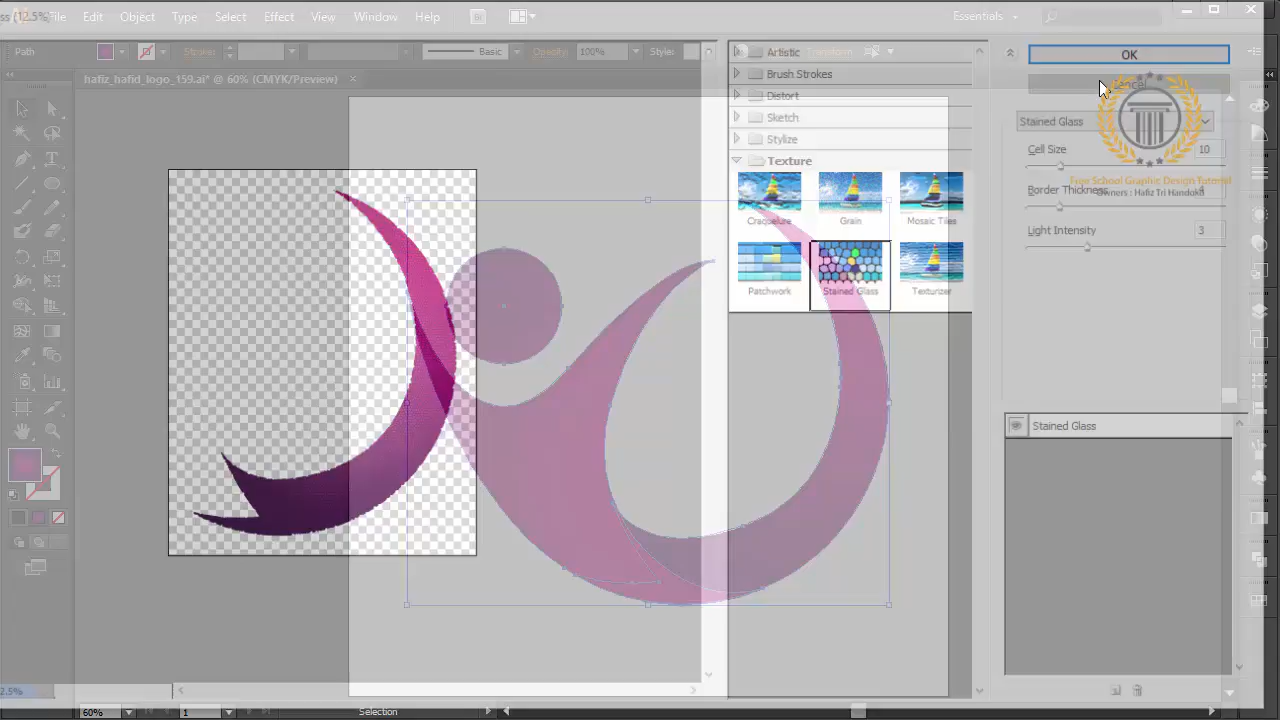 ss (12.5%
File Edit Object Type Select Effect View Window Help Essentials
Path Stroke: Basic Opacity: 100% Style:
hafiz_hafid_logo_159.ai* @ 60% (CMYK/Preview)
Artistic
Brush Strokes
Distort
Sketch
Stylize
Texture
Craquelure Grain Mosaic Tiles
Patchwork Stained Glass Texturizer
OK
Cancel
Stained Glass
Cell Size 10
Free School Graphic Design Tutorial
Border Thickness 4
Owners : Hafiz Tri Handoko
Light Intensity 3
Stained Glass
2.5%
60% 1 Selection